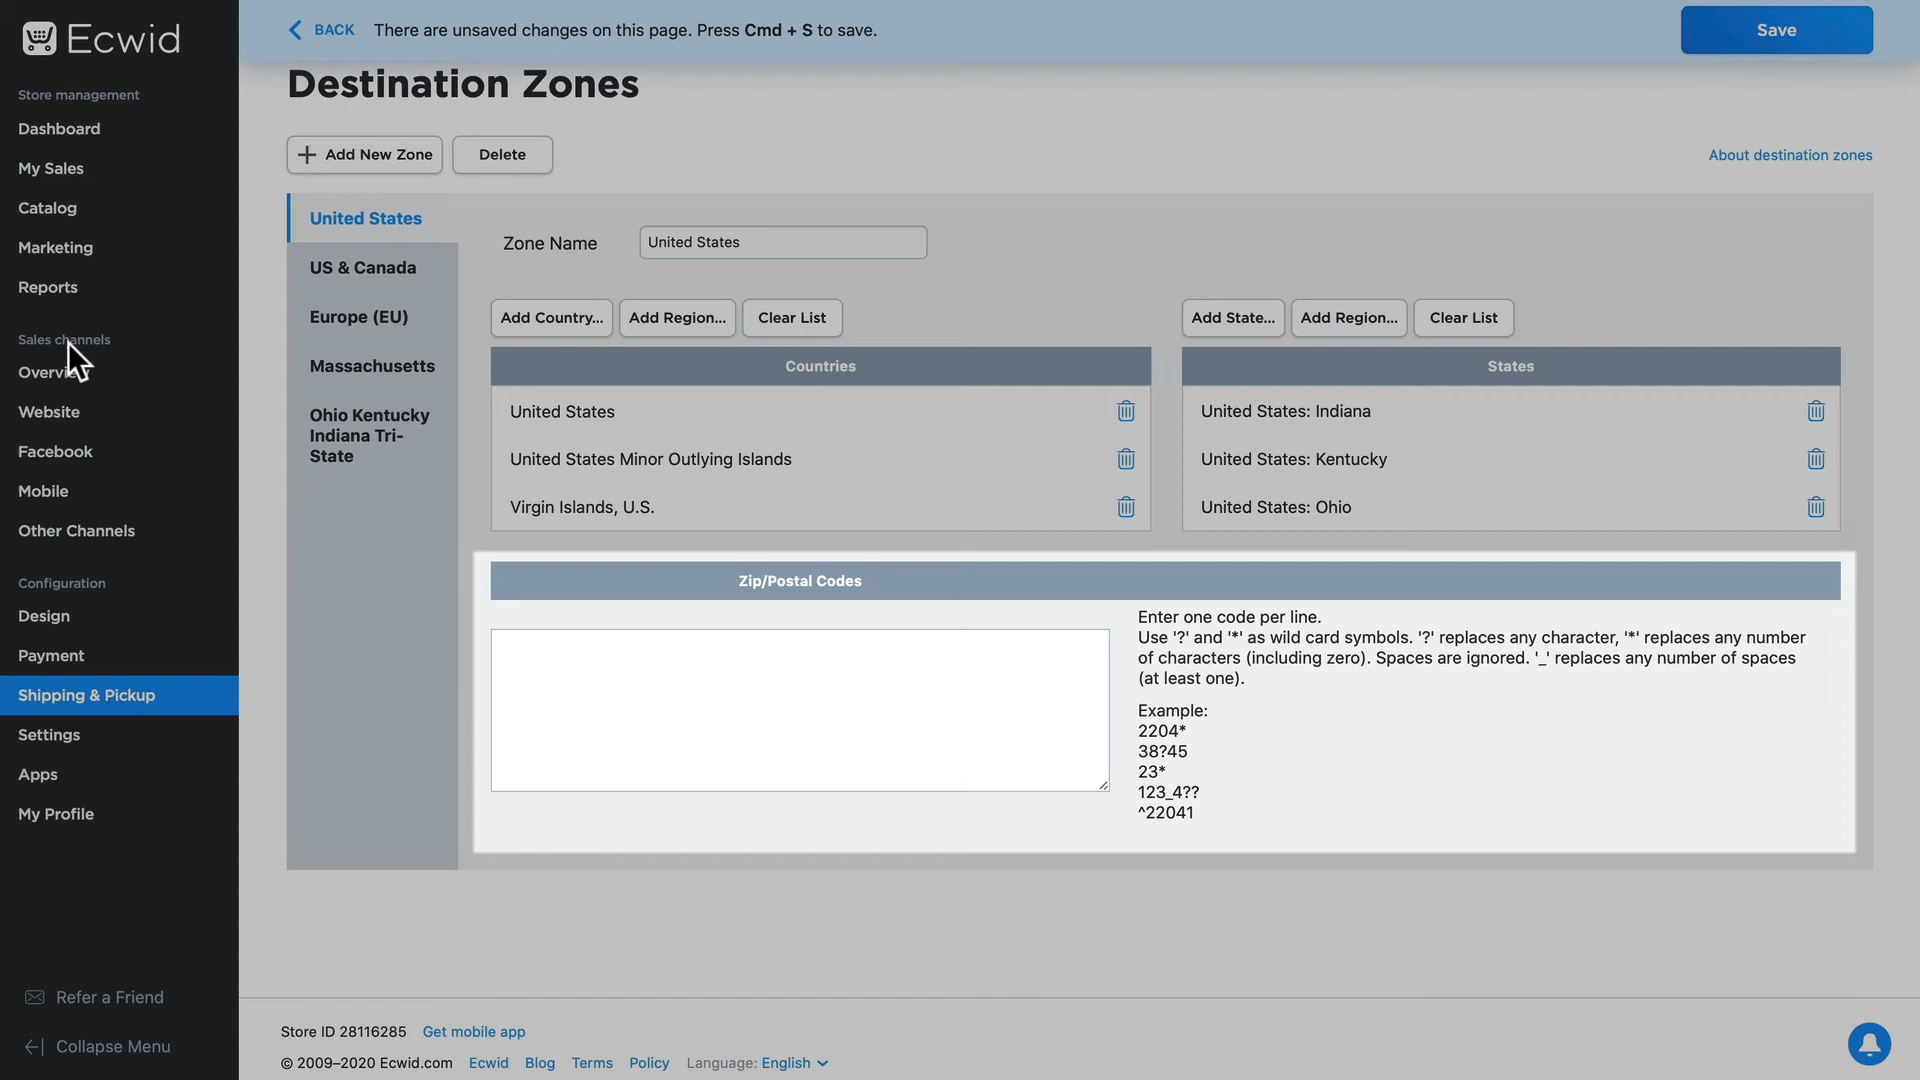 Ecwid
BACK There are unsaved changes on this page. Press Cmd + S to save.
Save
Store management
Dashboard
My Sales
Catalog
Marketing
Reports
Sales channels
Overview
Website
Facebook
Mobile
Other Channels
Configuration
Design
Payment
Shipping & Pickup
Settings
Apps
My Profile
Refer a Friend
Collapse Menu
Destination Zones
Add New Zone
Delete
About destination zones
United States
US & Canada
Europe (EU)
Massachusetts
Ohio Kentucky
Indiana Tri-
State
Zone Name United States
Add Country... Add Region... Clear List
Countries
United States
United States Minor Outlying Islands
Virgin Islands, U.S.
Add State... Add Region... Clear List
States
United States: Indiana
United States: Kentucky
United States: Ohio
Zip/Postal Codes
Enter one code per line.
Use '?' and '*' as wild card symbols. '?' replaces any character, '*' replaces any number
of characters (including zero). Spaces are ignored. '_' replaces any number of spaces
(at least one).
Example:
2204*
38?45
23*
123_4??
^22041
Store ID 28116285 Get mobile app
© 2009–2020 Ecwid.com Ecwid Blog Terms Policy Language: English